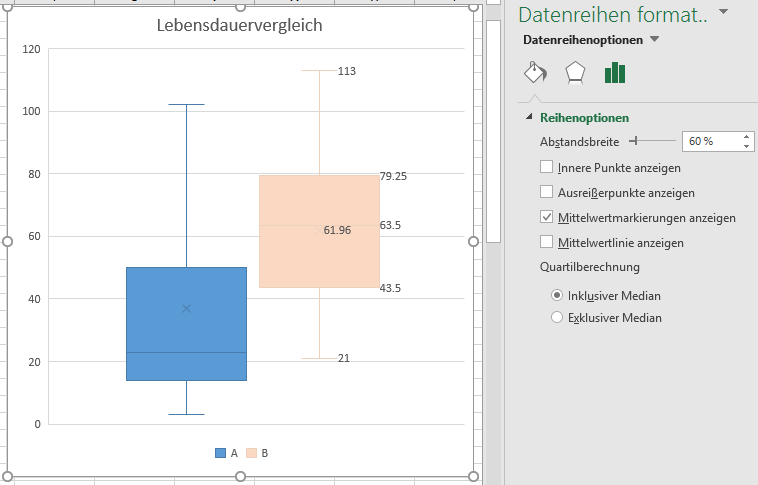 Lebensdauervergleich
120
100
80
60
40
20
0
113
79.25
63.5
61.96
43.5
21
A
B
Datenreihen format..
Datenreihenoptionen
Reihenoptionen
Abstandsbreite
60 %
Innere Punkte anzeigen
Ausreißerpunkte anzeigen
Mittelwertmarkierungen anzeigen
Mittelwertlinie anzeigen
Quartilberechnung
Inklusiver Median
Exklusiver Median